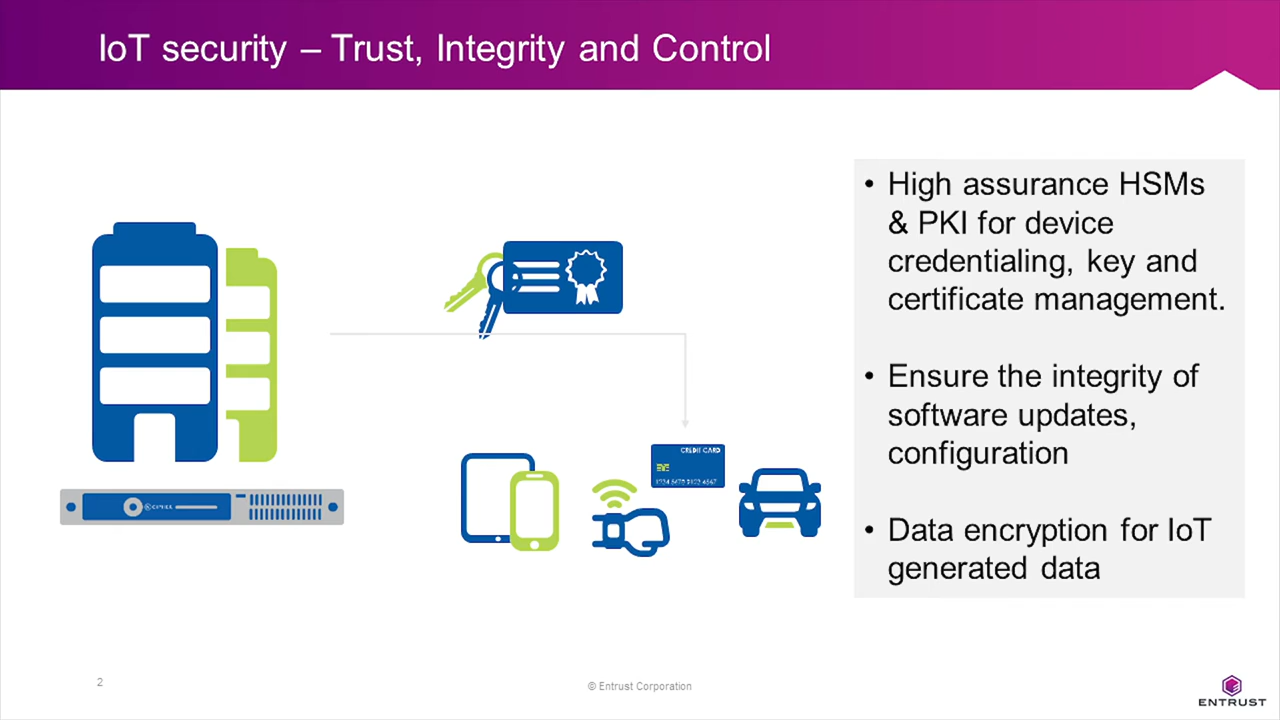 IoT security – Trust, Integrity and Control
• High assurance HSMs
& PKI for device
credentialing, key and
certificate management.
• Ensure the integrity of
software updates,
configuration
• Data encryption for IoT
generated data
CREDIT CARD
2
© Entrust Corporation
ENTRUST